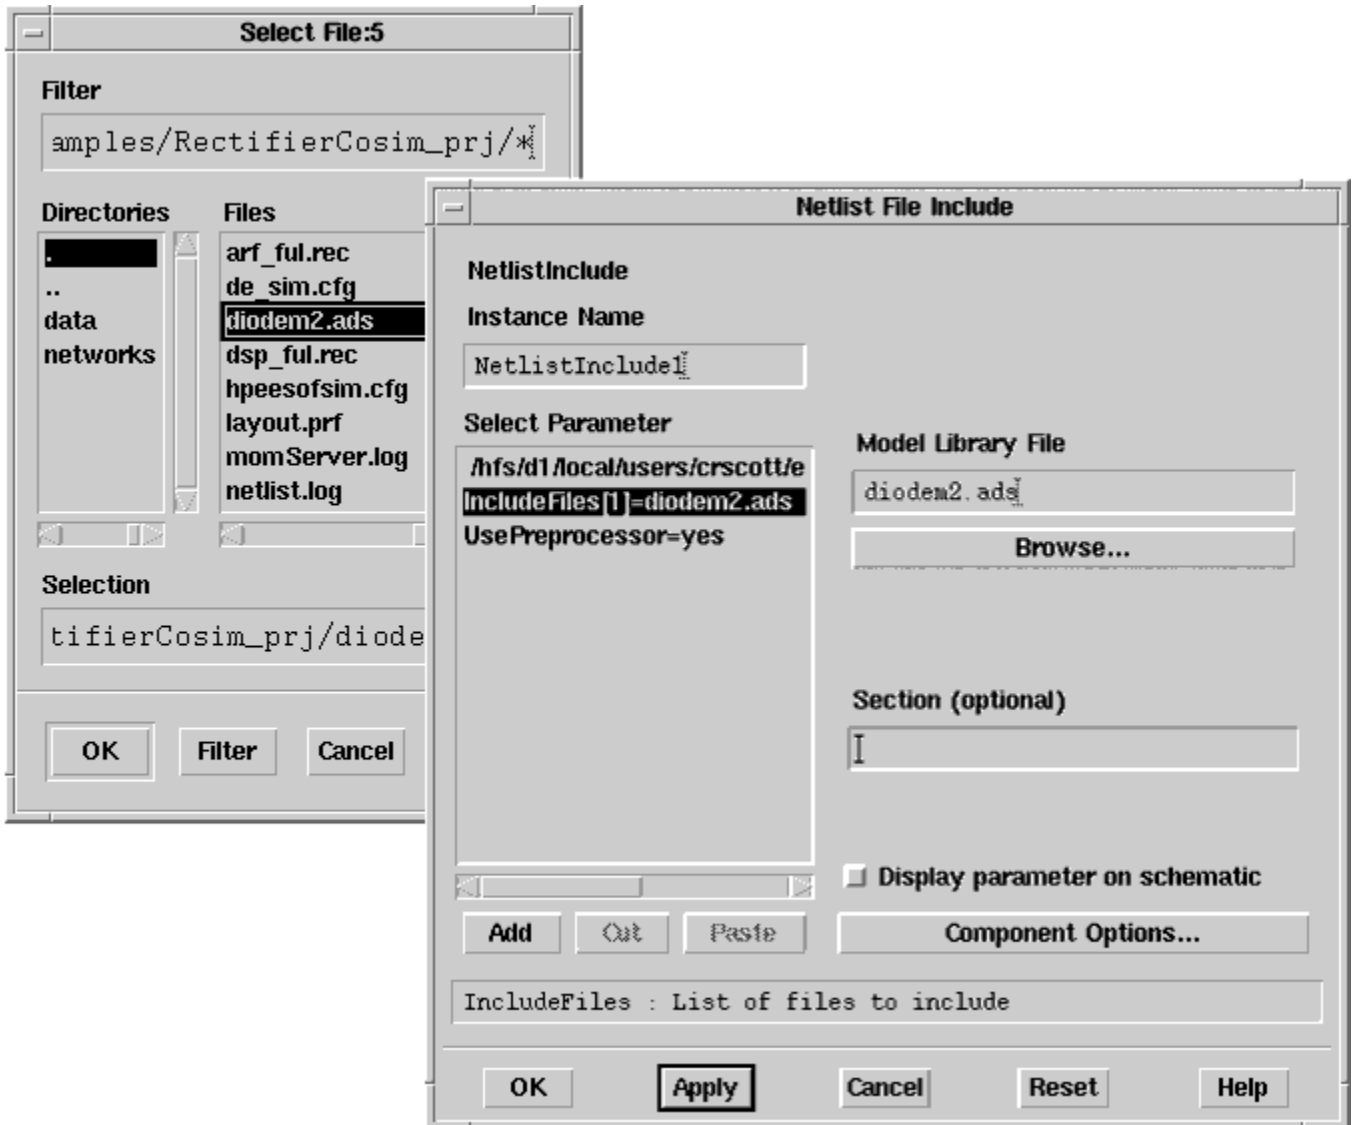 Select File:5
Filter
amples/RectifierCosim_prj/*
Directories
Files
.
..
data
networks
arf_ful.rec
de_sim.cfg
diodem2.ads
dsp_ful.rec
hpeesofsim.cfg
layout.prf
momServer.log
netlist.log
Selection
tifierCosim_prj/diode
OK
Filter
Cancel
Netlist File Include
NetlistInclude
Instance Name
NetlistInclude1
Select Parameter
/hfs/d1/local/users/crscott/e
IncludeFiles[1]=diodem2.ads
UsePreprocessor=yes
Model Library File
diodem2.ads
Browse...
Section (optional)
Display parameter on schematic
Add
Cut
Paste
Component Options...
IncludeFiles : List of files to include
OK
Apply
Cancel
Reset
Help